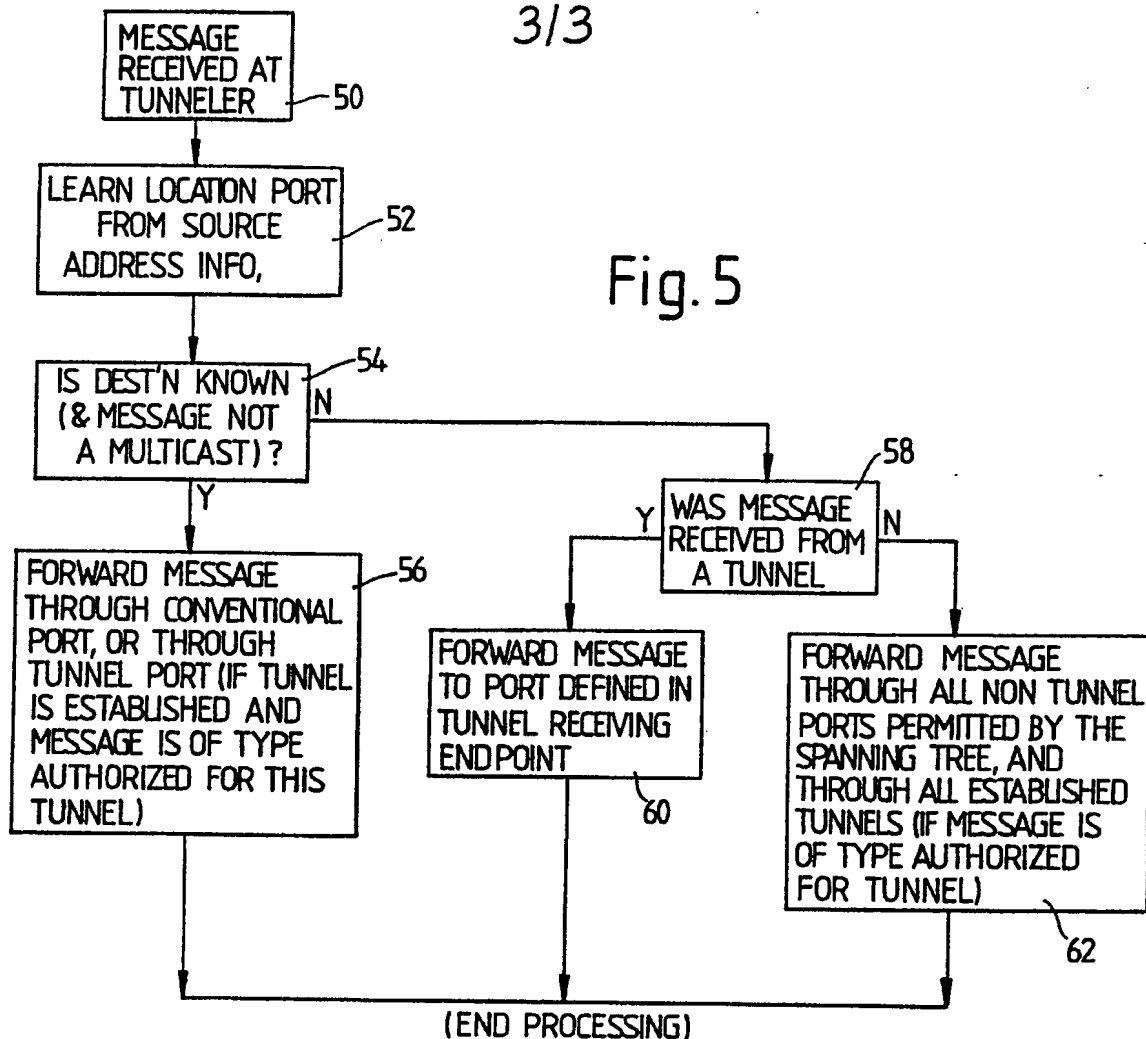 3/3
MESSAGE
RECEIVED AT
TUNNELER
50
LEARN LOCATION PORT
FROM SOURCE
ADDRESS INFO,
52
Fig. 5
54
IS DEST'N KNOWN
(& MESSAGE NOT
A MULTICAST)?
N
Y
58
WAS MESSAGE
RECEIVED FROM
A TUNNEL
Y
N
56
FORWARD MESSAGE
THROUGH CONVENTIONAL
PORT, OR THROUGH
TUNNEL PORT (IF TUNNEL
IS ESTABLISHED AND
MESSAGE IS OF TYPE
AUTHORIZED FOR THIS
TUNNEL)
FORWARD MESSAGE
TO PORT DEFINED IN
TUNNEL RECEIVING
ENDPOINT
60
FORWARD MESSAGE
THROUGH ALL NON TUNNEL
PORTS PERMITTED BY THE
SPANNING TREE, AND
THROUGH ALL ESTABLISHED
TUNNELS (IF MESSAGE IS
OF TYPE AUTHORIZED
FOR TUNNEL)
62
(END PROCESSING)